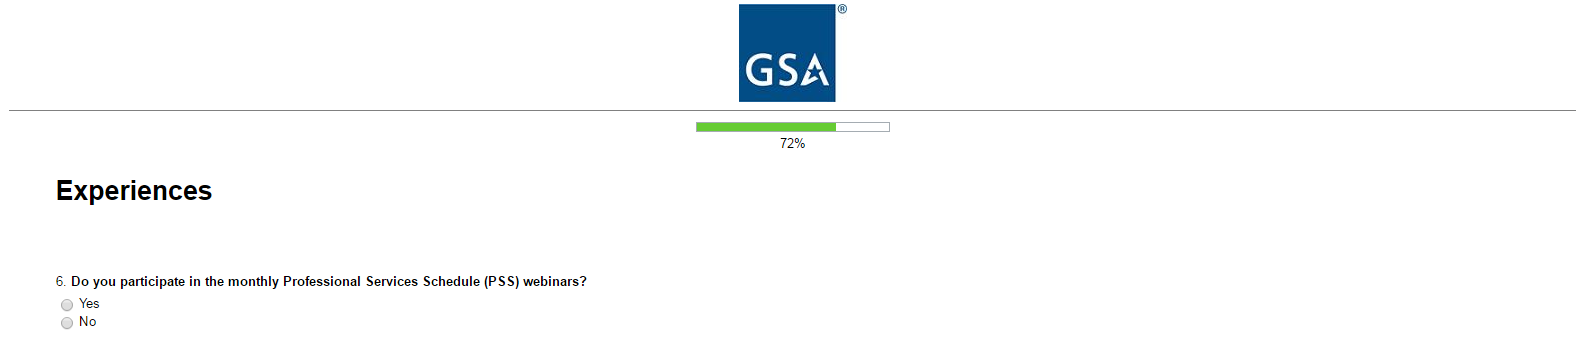 GSA®
72%
Experiences
6. Do you participate in the monthly Professional Services Schedule (PSS) webinars?
Yes
No